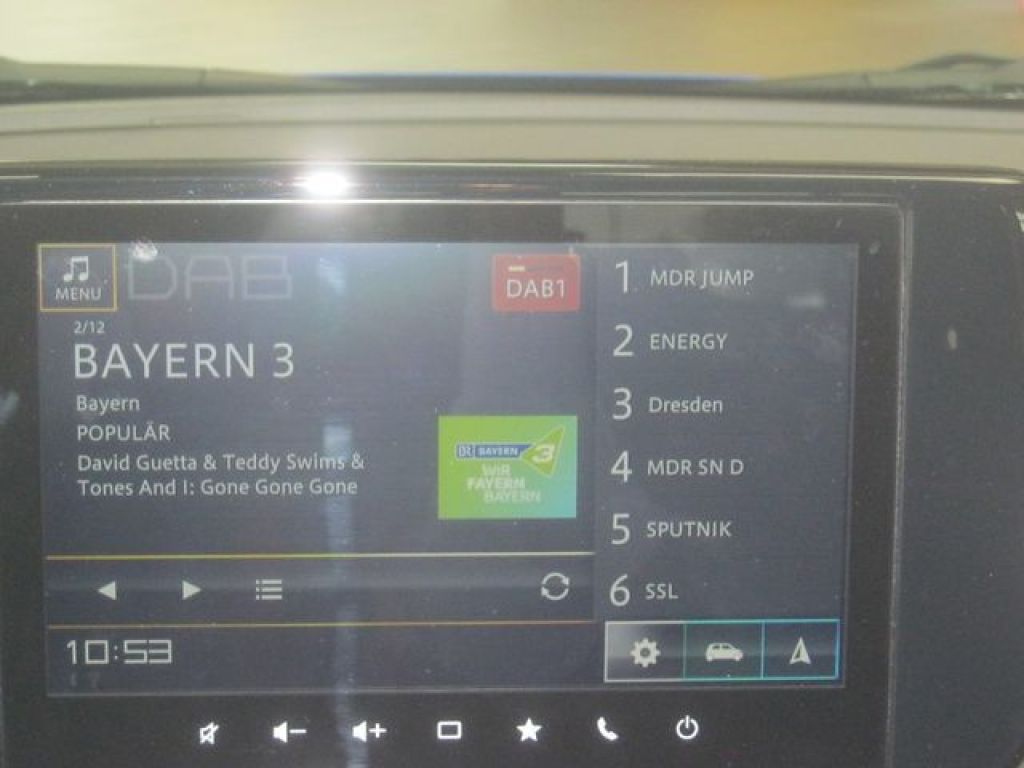 MENU
DAB
DAB1
2/12
BAYERN 3
Bayern
POPULÄR
David Guetta & Teddy Swims &
Tones And I: Gone Gone Gone
BR BAYERN 3
WIR
FAYERN
BAYERN
10:53
1 MDR JUMP
2 ENERGY
3 Dresden
4 MDR SN D
5 SPUTNIK
6 SSL